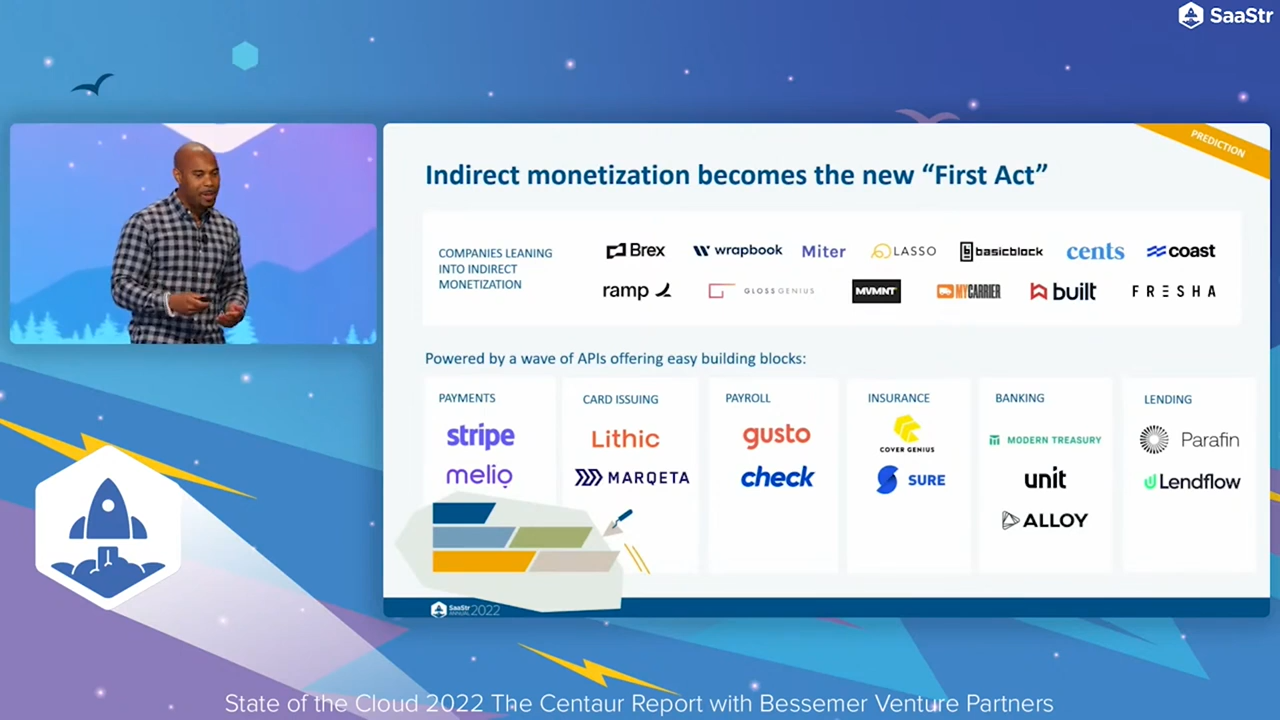 SaaStr
PREDICTION
Indirect monetization becomes the new “First Act”
COMPANIES LEANING
INTO INDIRECT
MONETIZATION
Brex
wrapbook
Miter
LASSO
basicblock
cents
coast
ramp
GLOSSGENIUS
MVMNT
MYCARRIER
built
FRESHA
Powered by a wave of APIs offering easy building blocks:
PAYMENTS
stripe
melio
CARD ISSUING
Lithic
MARQETA
PAYROLL
gusto
check
INSURANCE
COVER GENIUS
SURE
BANKING
MODERN TREASURY
unit
ALLOY
LENDING
Parafin
Lendflow
SaaStr
ANNUAL 2022
State of the Cloud 2022 The Centaur Report with Bessemer Venture Partners